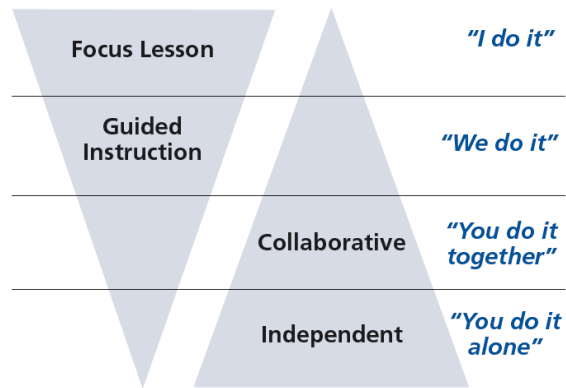 Focus Lesson
“I do it”
Guided
Instruction
“We do it”
Collaborative
“You do it
together”
Independent
“You do it
alone”